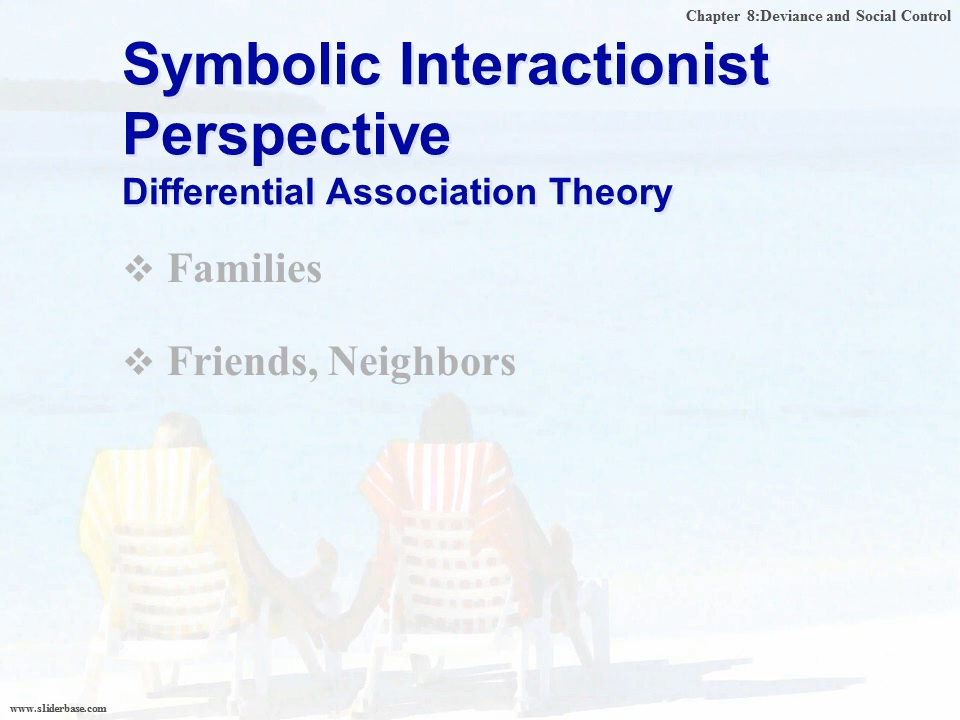 Chapter 8:Deviance and Social Control
Symbolic Interactionist
Perspective
Differential Association Theory
❖ Families
❖ Friends, Neighbors
www.sliderbase.com